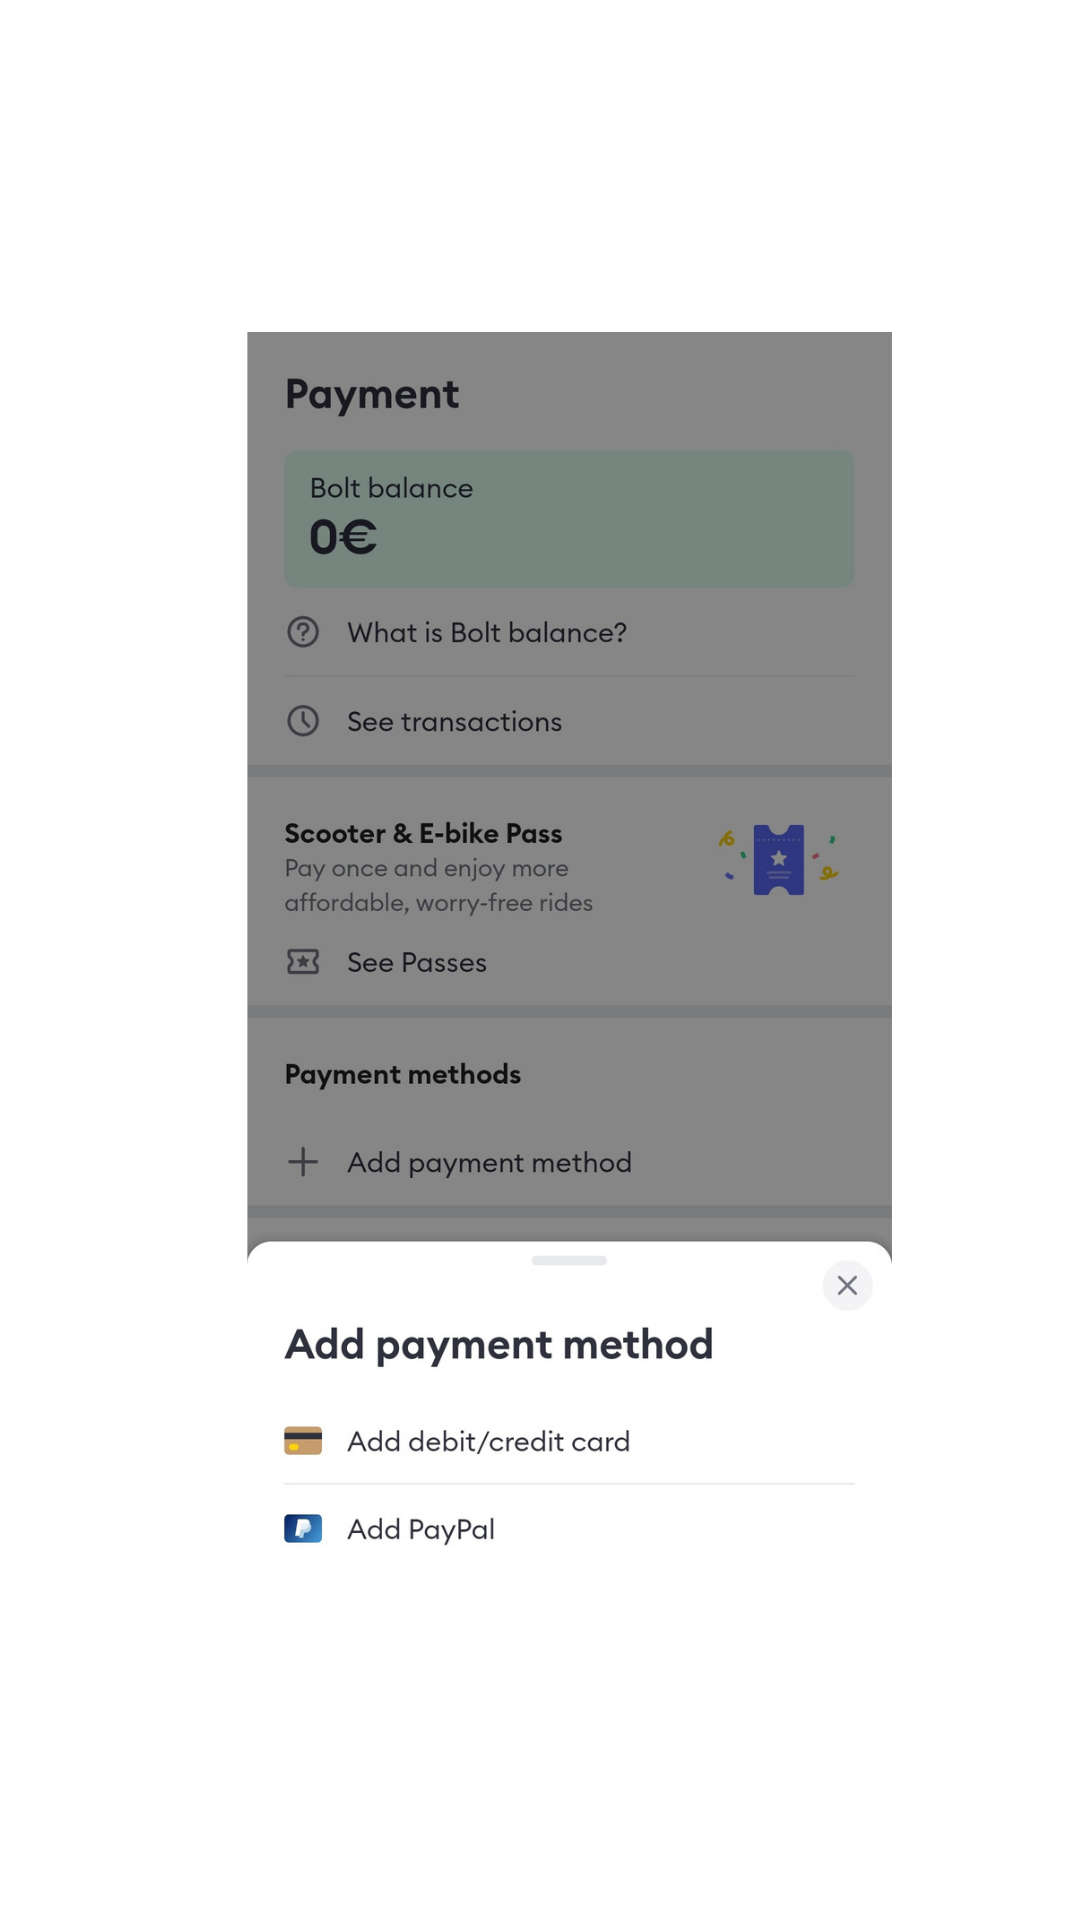 Payment
Bolt balance
0€
What is Bolt balance?
See transactions
Scooter & E-bike Pass
Pay once and enjoy more
affordable, worry-free rides
See Passes
Payment methods
Add payment method
Add payment method
Add debit/credit card
Add PayPal